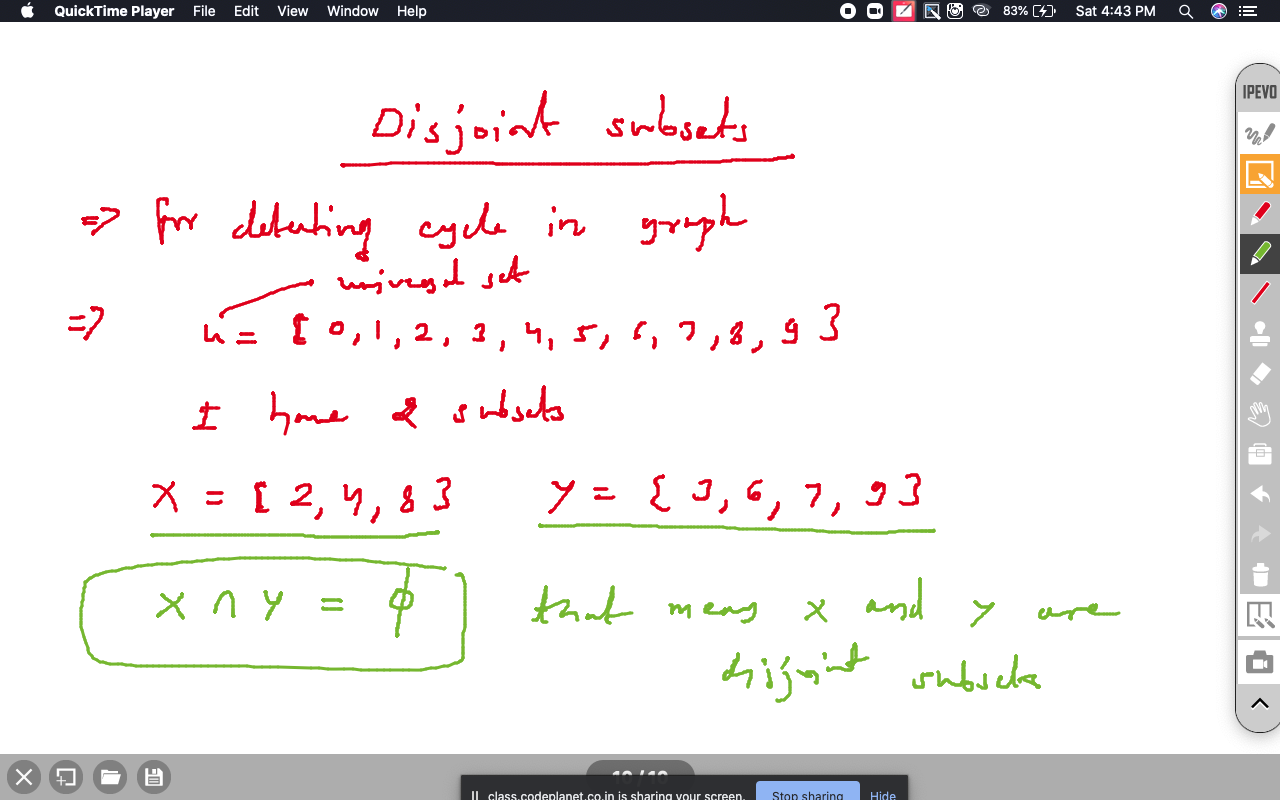 QuickTime Player File Edit View Window Help 83% Sat 4:43 PM
IPEVO
Disjoint subsets
=> for detecting cycle in graph
universal set
=> u = { 0, 1, 2, 3, 4, 5, 6, 7, 8, 9 }
I have 2 subsets
X = { 2, 4, 8 } Y = { 3, 6, 7, 9 }
X ∩ Y = ϕ that means X and Y are
disjoint subsets
class.codeplanet.co.in is sharing your screen. Stop sharing Hide